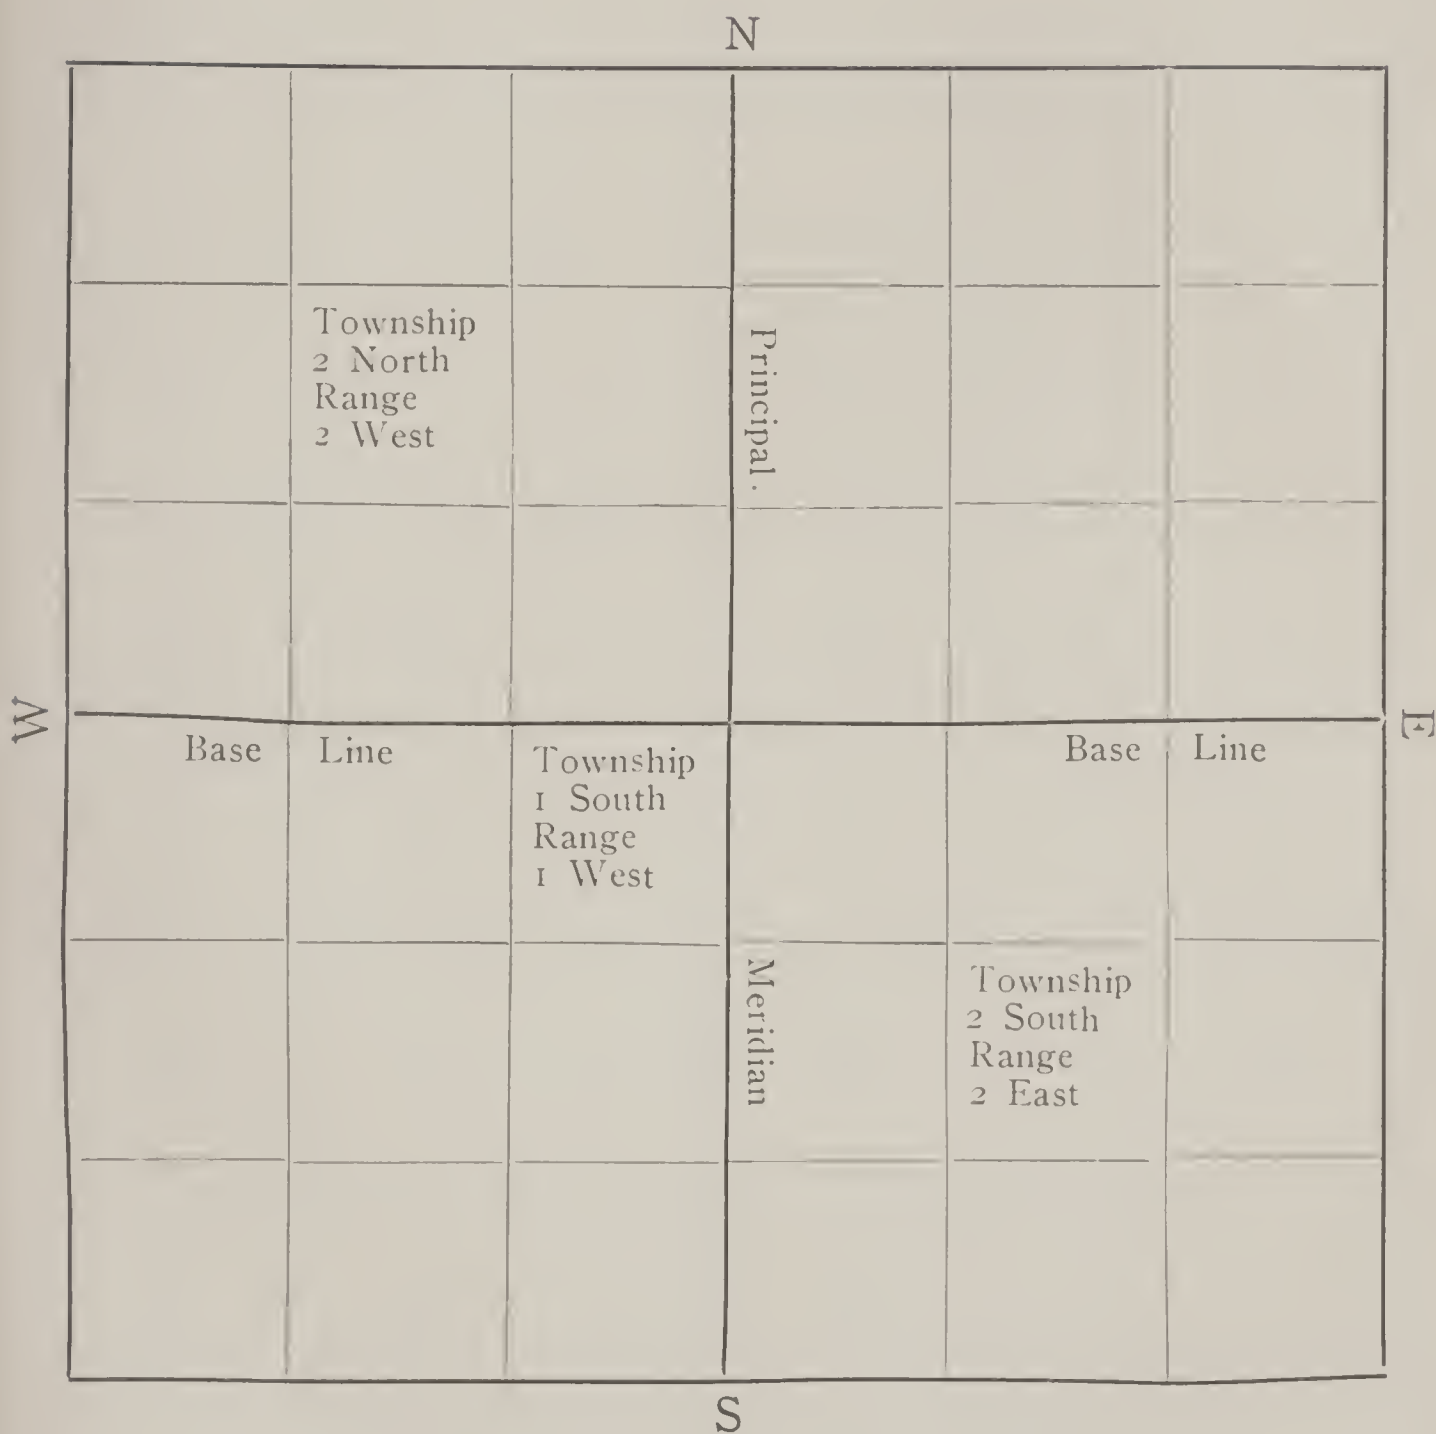 N
Township
2 North
Range
2 West
Principal.
W
E
Base Line
Base Line
Township
1 South
Range
1 West
Meridian
Township
2 South
Range
2 East
S